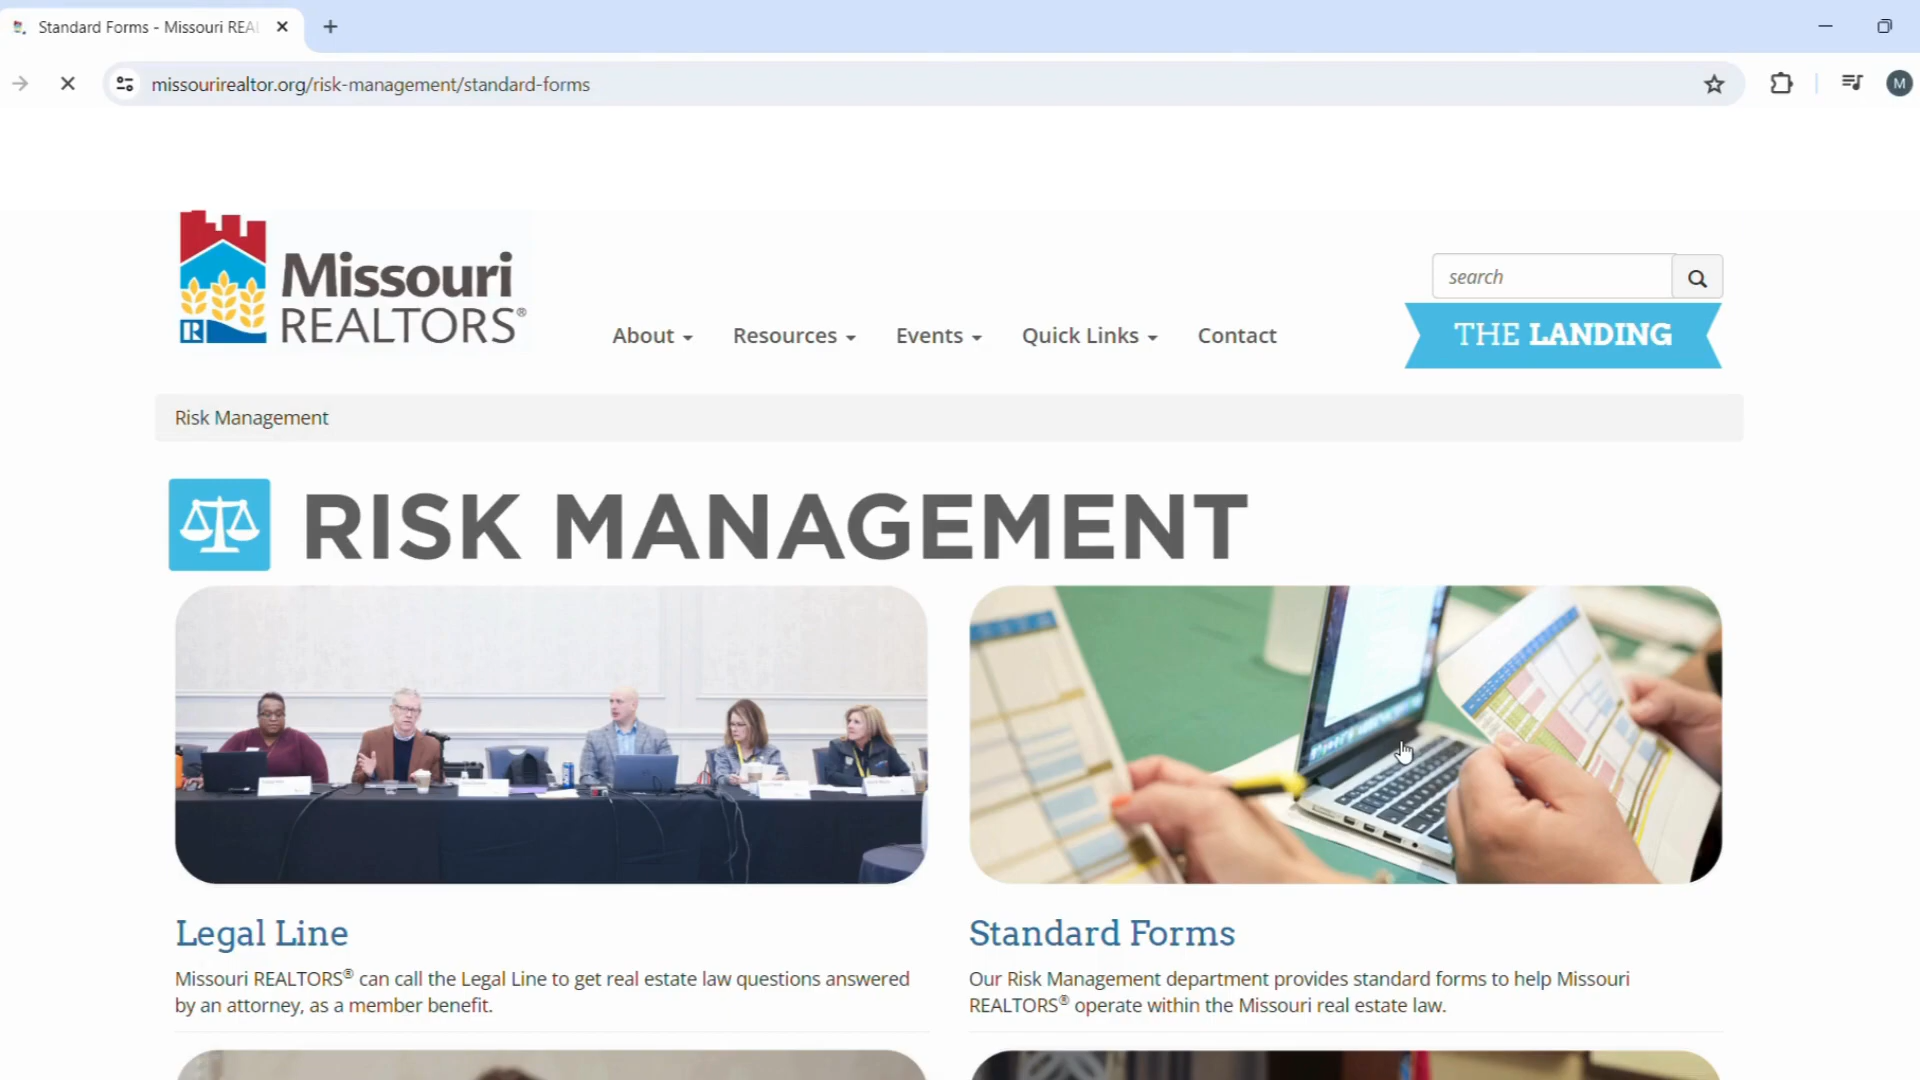 Standard Forms - Missouri REA
missourirealtor.org/risk-management/standard-forms
M
Missouri
REALTORS®
R
About
Resources
Events
Quick Links
Contact
search
THE LANDING
Risk Management
RISK MANAGEMENT
Legal Line
Missouri REALTORS® can call the Legal Line to get real estate law questions answered
by an attorney, as a member benefit.
Standard Forms
Our Risk Management department provides standard forms to help Missouri
REALTORS® operate within the Missouri real estate law.